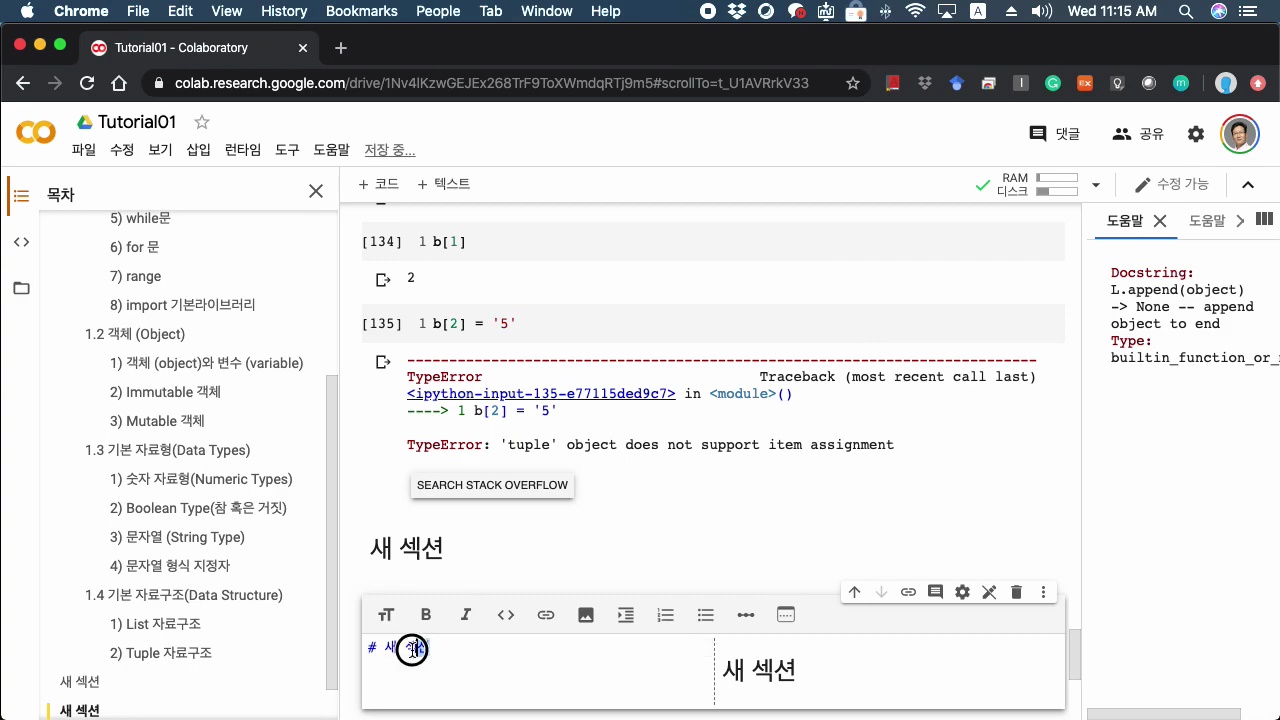 Chrome File Edit View History Bookmarks People Tab Window Help A Wed 11:15 AM
Tutorial01 - Colaboratory
colab.research.google.com/drive/1Nv4lKzwGEJEx268TrF9ToXWmdqRTj9m5#scrollTo=t_U1AVRrkV33
Tutorial01
댓글 공유
파일 수정 보기 삽입 런타임 도구 도움말 저장 중...
목차
+ 코드 + 텍스트
RAM
디스크
수정 가능
5) while문
6) for 문
7) range
8) import 기본라이브러리
1.2 객체 (Object)
1) 객체 (object)와 변수 (variable)
2) Immutable 객체
3) Mutable 객체
1.3 기본 자료형(Data Types)
1) 숫자 자료형(Numeric Types)
2) Boolean Type(참 혹은 거짓)
3) 문자열 (String Type)
4) 문자열 형식 지정자
1.4 기본 자료구조(Data Structure)
1) List 자료구조
2) Tuple 자료구조
새 섹션
새 섹션
[134] 1 b[1]
2
[135] 1 b[2] = '5'
---------------------------------------------------------------------------
TypeError Traceback (most recent call last)
<ipython-input-135-e77115ded9c7> in <module>()
----> 1 b[2] = '5'
TypeError: 'tuple' object does not support item assignment
SEARCH STACK OVERFLOW
새 섹션
# 새 섹션
새 섹션
도움말 도움말
Docstring:
L.append(object)
-> None -- append
object to end
Type:
builtin_function_or_